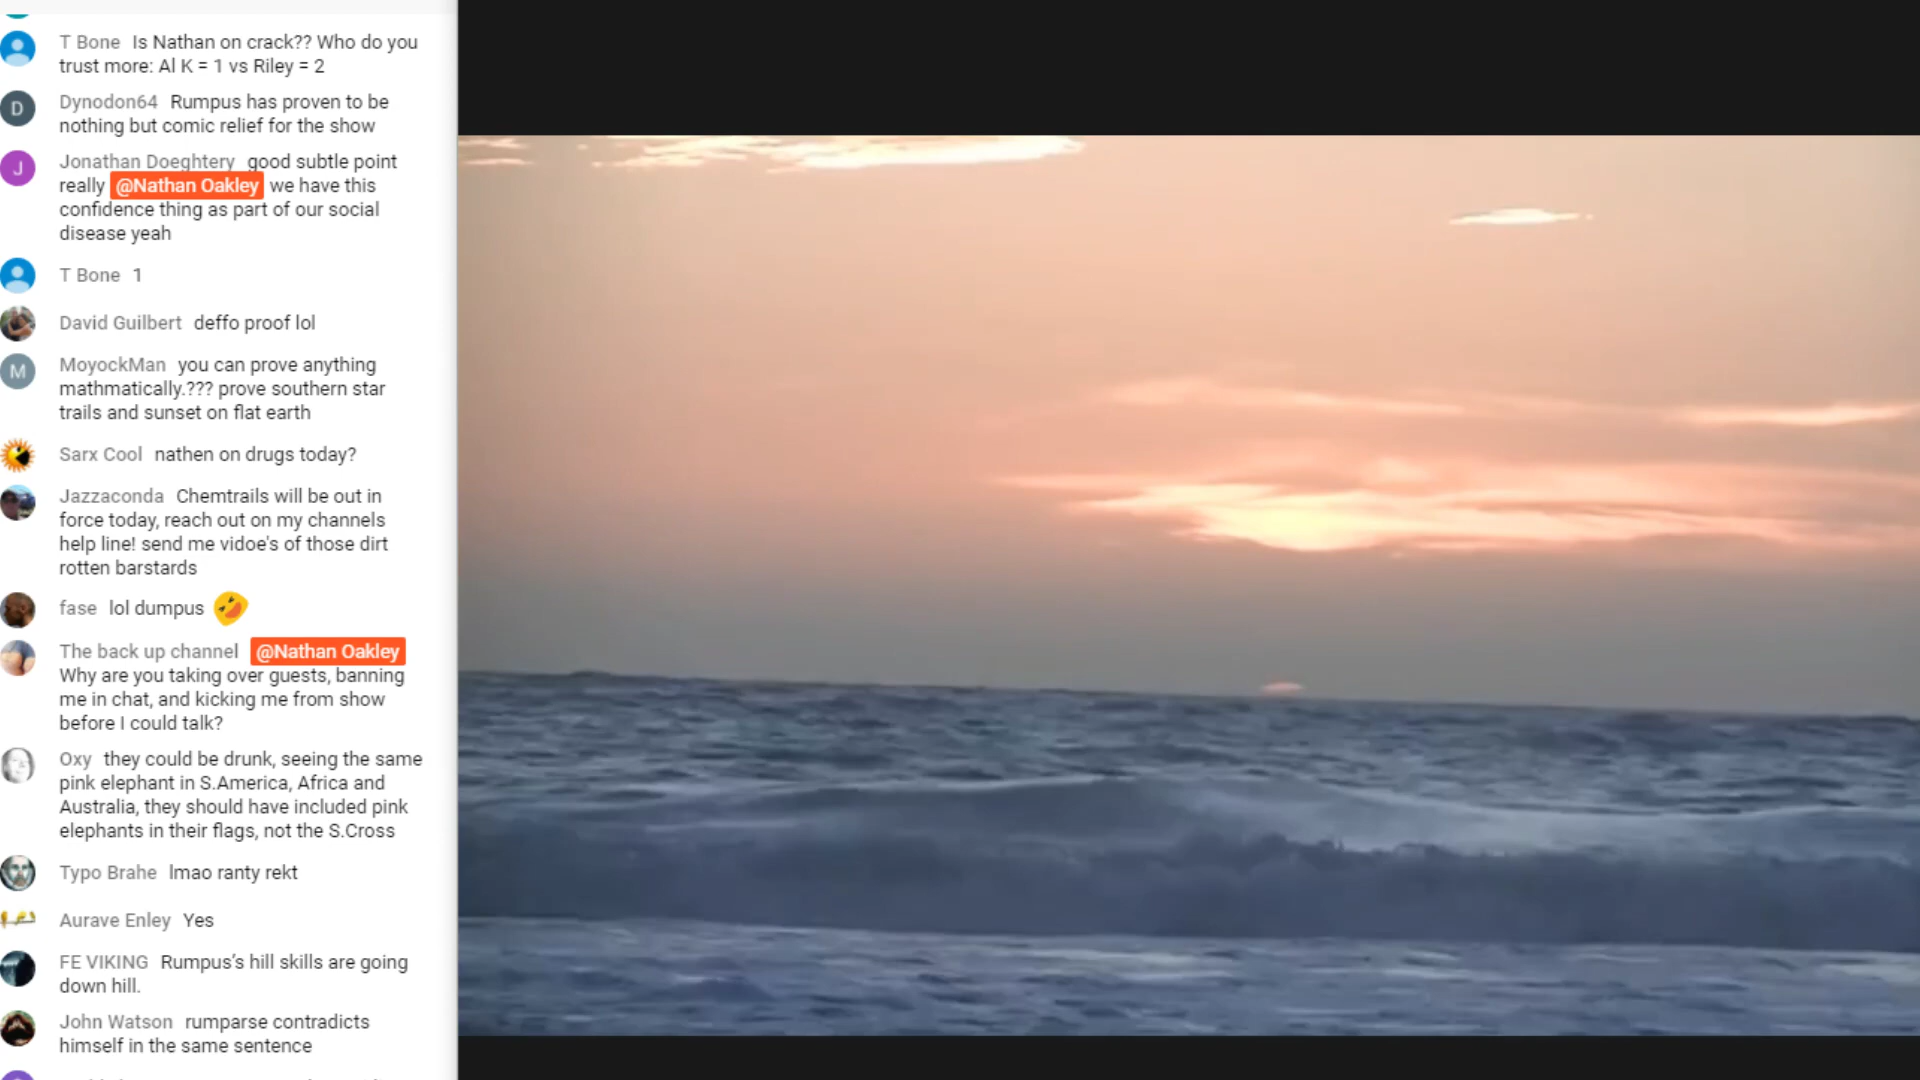 T Bone Is Nathan on crack?? Who do you
trust more: Al K = 1 vs Riley = 2
D
Dynodon64 Rumpus has proven to be
nothing but comic relief for the show
J
Jonathan Doeghtery good subtle point
really @Nathan Oakley we have this
confidence thing as part of our social
disease yeah
T Bone 1
David Guilbert deffo proof lol
M
MoyockMan you can prove anything
mathmatically.??? prove southern star
trails and sunset on flat earth
Sarx Cool nathen on drugs today?
Jazzaconda Chemtrails will be out in
force today, reach out on my channels
help line! send me vidoe's of those dirt
rotten barstards
fase lol dumpus
The back up channel @Nathan Oakley
Why are you taking over guests, banning
me in chat, and kicking me from show
before I could talk?
Oxy they could be drunk, seeing the same
pink elephant in S.America, Africa and
Australia, they should have included pink
elephants in their flags, not the S.Cross
Typo Brahe lmao ranty rekt
Aurave Enley Yes
FE VIKING Rumpus's hill skills are going
down hill.
John Watson rumparse contradicts
himself in the same sentence